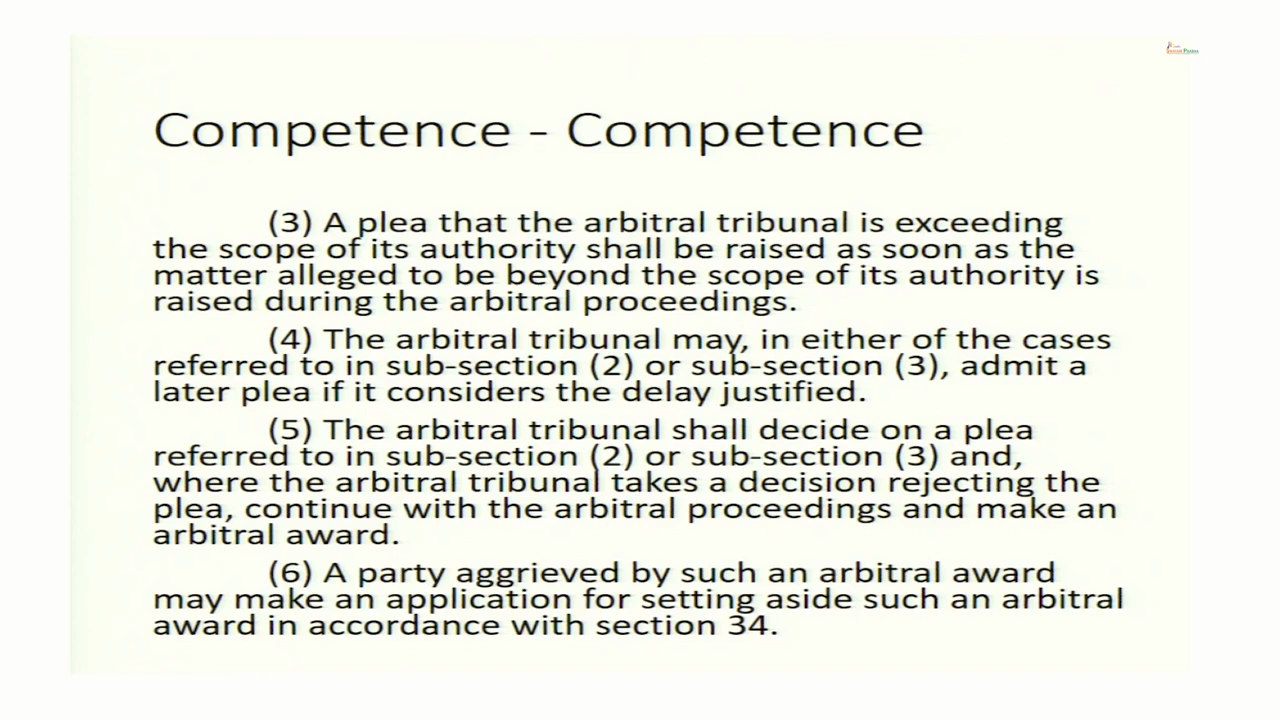 Competence - Competence
(3) A plea that the arbitral tribunal is exceeding
the scope of its authority shall be raised as soon as the
matter alleged to be beyond the scope of its authority is
raised during the arbitral proceedings.
(4) The arbitral tribunal may, in either of the cases
referred to in sub-section (2) or sub-section (3), admit a
later plea if it considers the delay justified.
(5) The arbitral tribunal shall decide on a plea
referred to in sub-section (2) or sub-section (3) and,
where the arbitral tribunal takes a decision rejecting the
plea, continue with the arbitral proceedings and make an
arbitral award.
(6) A party aggrieved by such an arbitral award
may make an application for setting aside such an arbitral
award in accordance with section 34.